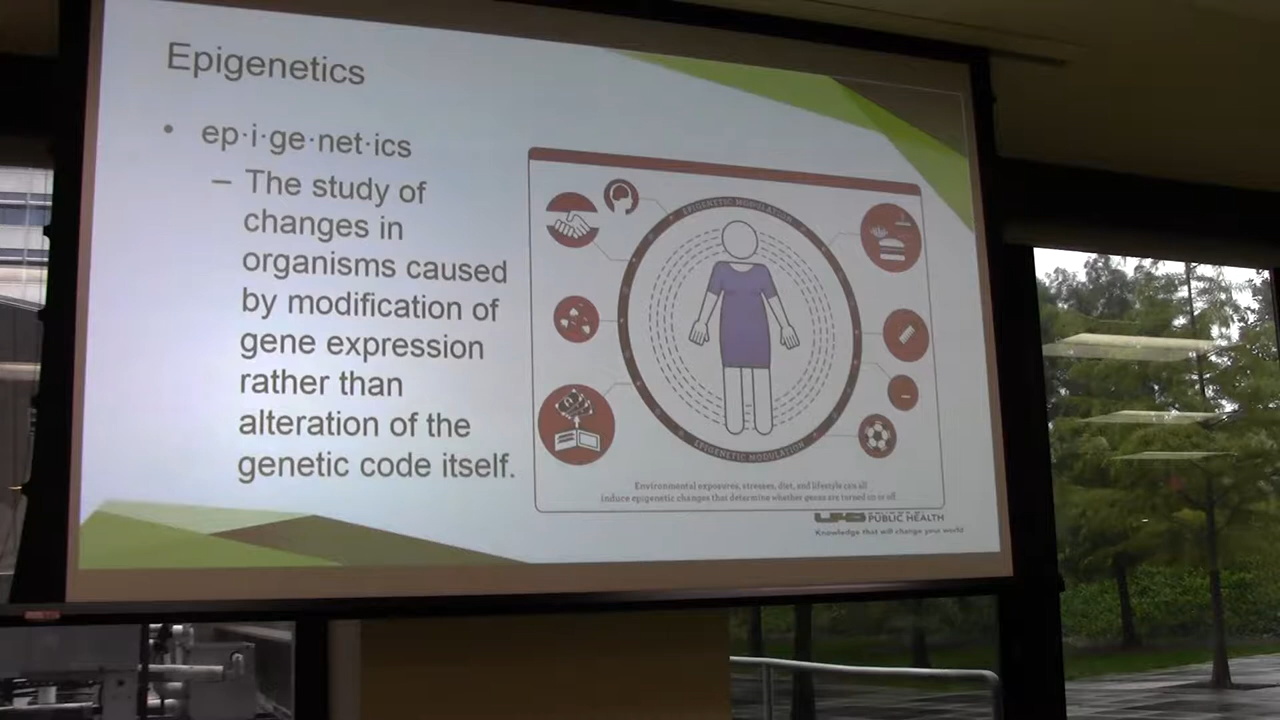 Epigenetics
• ep·i·ge·net·ics
– The study of
changes in
organisms caused
by modification of
gene expression
rather than
alteration of the
genetic code itself.
EPIGENETIC MODULATION
EPIGENETIC MODULATION
Environmental exposures, stresses, diet, and lifestyle can all
induce epigenetic changes that determine whether genes are turned on or off
PUBLIC HEALTH
Knowledge that will change your world